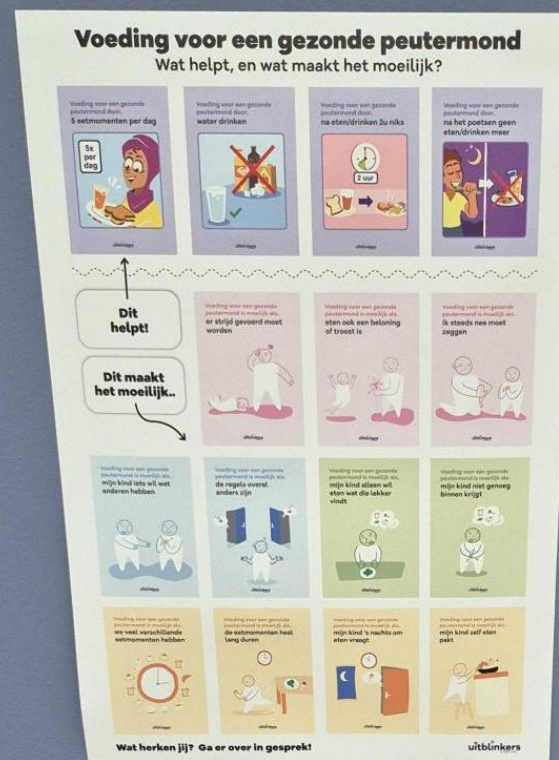 Voeding voor een gezonde peutermond
Wat helpt, en wat maakt het moeilijk?
Voeding voor een gezonde
peutermond door..
5 eetmomenten per dag
5x
per
dag
Voeding voor een gezonde
peutermond door..
water drinken
Voeding voor een gezonde
peutermond door..
na eten/drinken 2u niks
2 uur
Voeding voor een gezonde
peutermond door..
na het poetsen geen
eten/drinken meer
Dit
helpt!
Dit maakt
het moeilijk..
Voeding voor een gezonde
peutermond is moeilijk als..
er strijd gevoerd moet
worden
Voeding voor een gezonde
peutermond is moeilijk als..
eten ook een beloning
of troost is
Voeding voor een gezonde
peutermond is moeilijk als..
ik steeds nee moet
zeggen
Voeding voor een gezonde
peutermond is moeilijk als..
mijn kind iets wil wat
anderen hebben
Voeding voor een gezonde
peutermond is moeilijk als..
de regels overal
anders zijn
Voeding voor een gezonde
peutermond is moeilijk als..
mijn kind alleen wil
eten wat die lekker
vindt
Voeding voor een gezonde
peutermond is moeilijk als..
mijn kind niet genoeg
binnen krijgt
Voeding voor een gezonde
peutermond is moeilijk als..
we veel verschillende
eetmomenten hebben
Voeding voor een gezonde
peutermond is moeilijk als..
de eetmomenten heel
lang duren
Voeding voor een gezonde
peutermond is moeilijk als..
mijn kind 's nachts om
eten vraagt
Voeding voor een gezonde
peutermond is moeilijk als..
mijn kind zelf eten
pakt
Wat herken jij? Ga er over in gesprek!
uitblinkers